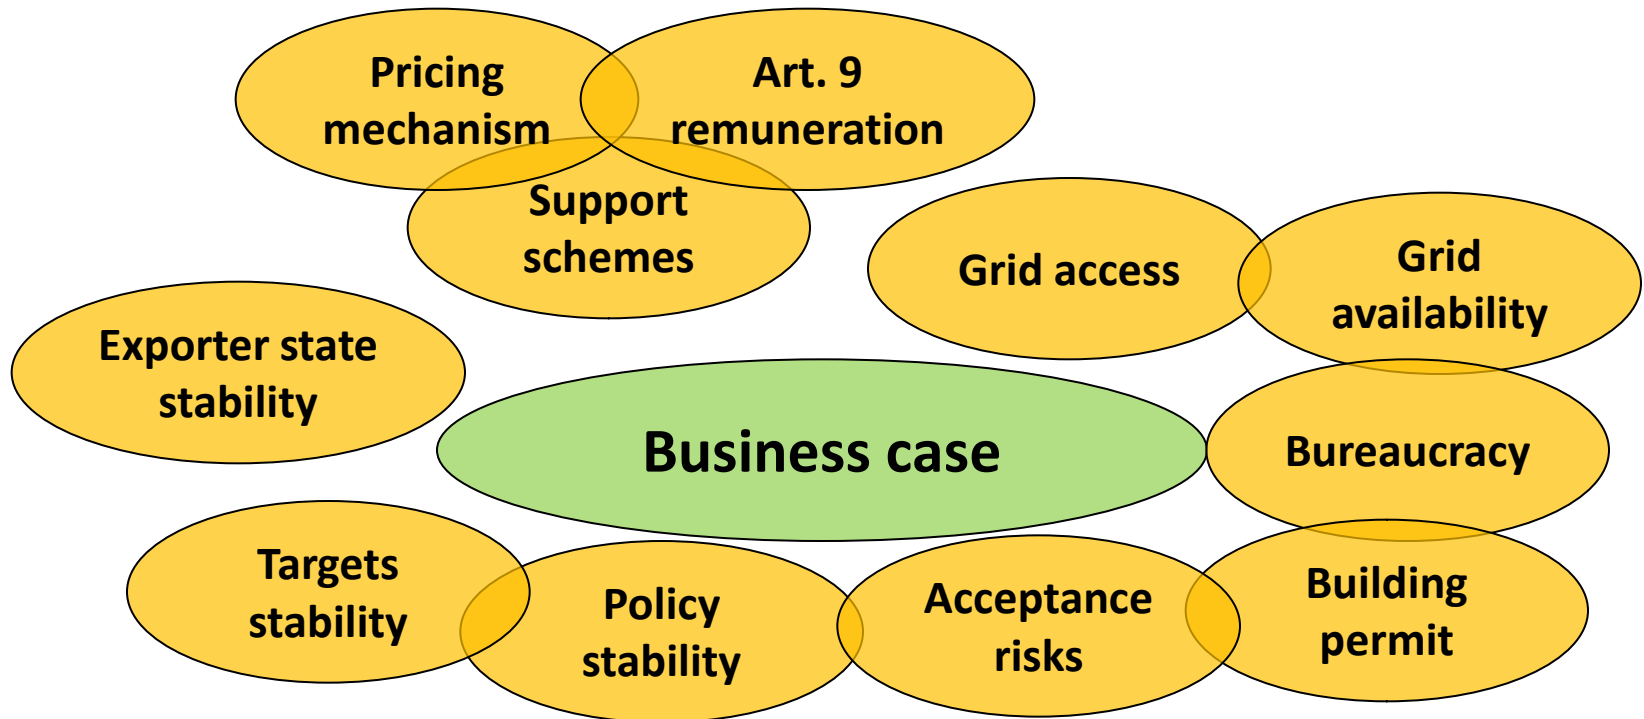 Pricing
mechanism
Art. 9
remuneration
Support
schemes
Grid access
Grid
availability
Exporter state
stability
Business case
Bureaucracy
Targets
stability
Policy
stability
Acceptance
risks
Building
permit